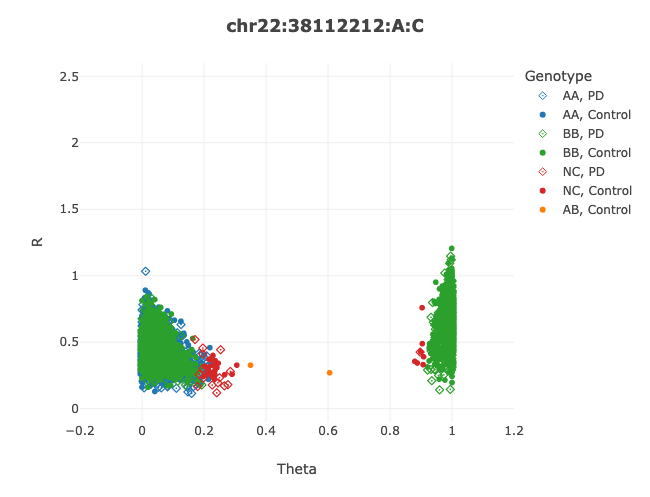 chr22:38112212:A:C
Genotype
AA, PD
AA, Control
BB, PD
BB, Control
NC, PD
NC, Control
AB, Control
2.5
2
1.5
1
0.5
0
R
−0.2 0 0.2 0.4 0.6 0.8 1 1.2
Theta